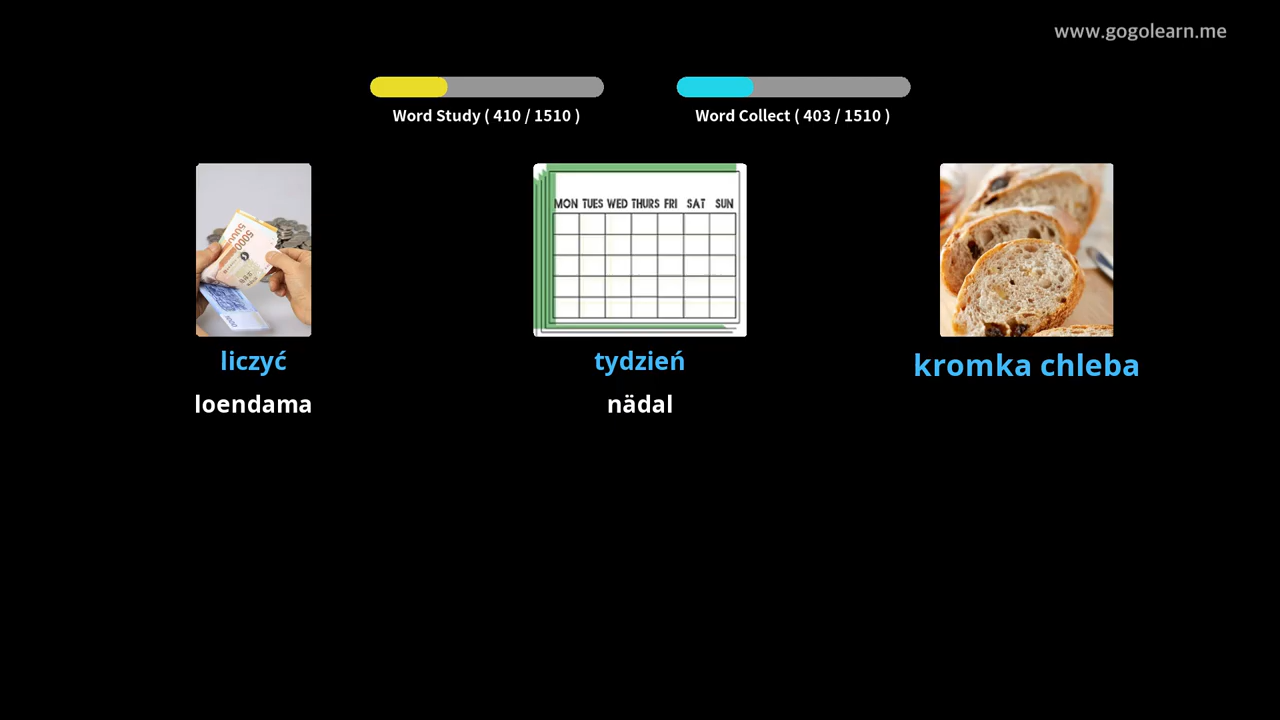 www.gogolearn.me
Word Study ( 410 / 1510 )
Word Collect ( 403 / 1510 )
MON TUES WED THURS FRI SAT SUN
liczyć
tydzień
kromka chleba
loendama
nädal